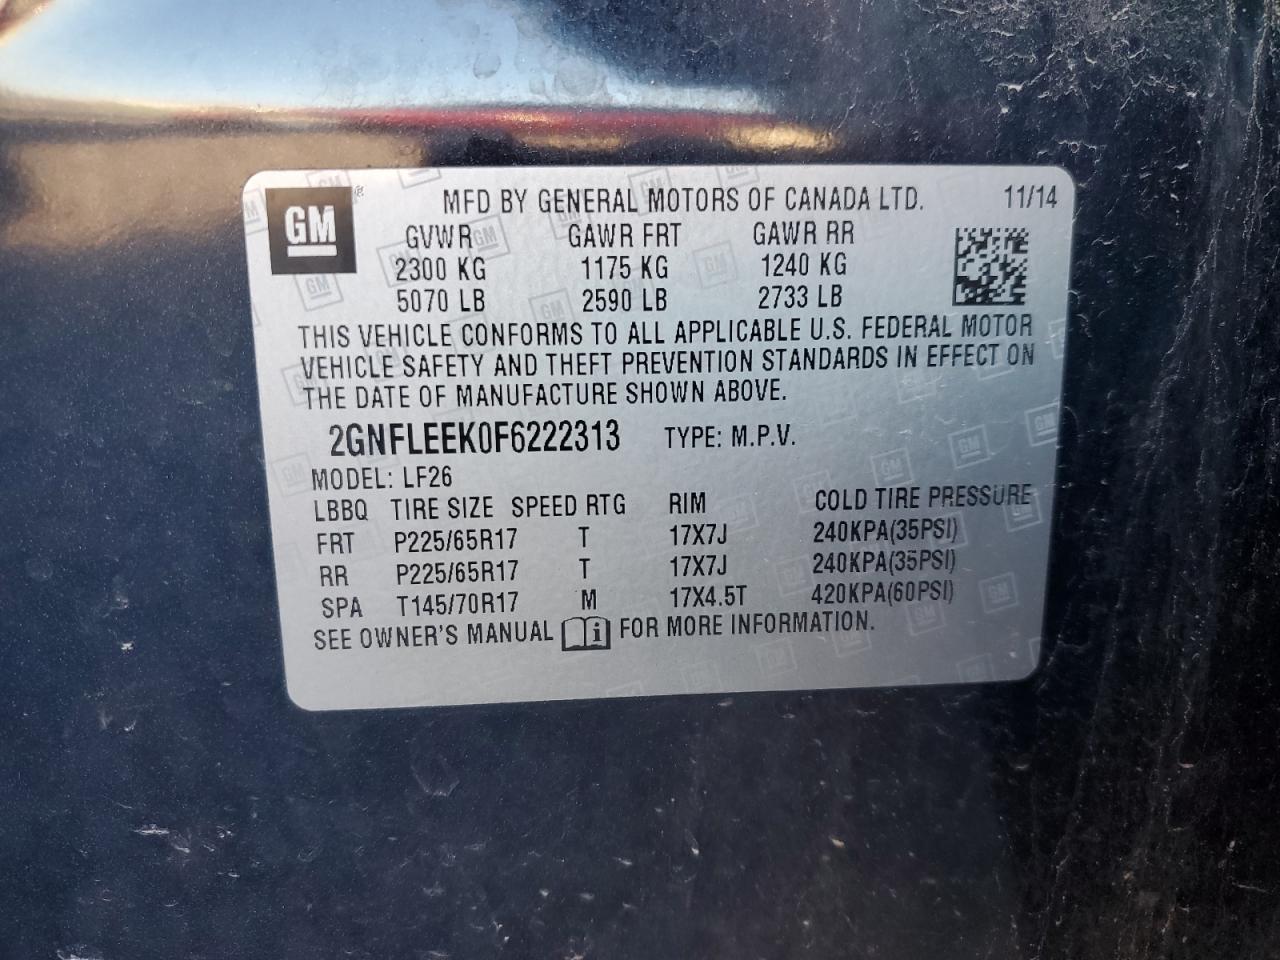 GM ® MFD BY GENERAL MOTORS OF CANADA LTD. 11/14
GVWR GAWR FRT GAWR RR
2300 KG 1175 KG 1240 KG
5070 LB 2590 LB 2733 LB
THIS VEHICLE CONFORMS TO ALL APPLICABLE U.S. FEDERAL MOTOR
VEHICLE SAFETY AND THEFT PREVENTION STANDARDS IN EFFECT ON
THE DATE OF MANUFACTURE SHOWN ABOVE.
2GNFLEEK0F6222313 TYPE: M.P.V.
MODEL: LF26
LBBQ TIRE SIZE SPEED RTG RIM COLD TIRE PRESSURE
FRT P225/65R17 T 17X7J 240KPA(35PSI)
RR P225/65R17 T 17X7J 240KPA(35PSI)
SPA T145/70R17 M 17X4.5T 420KPA(60PSI)
SEE OWNER'S MANUAL i FOR MORE INFORMATION.